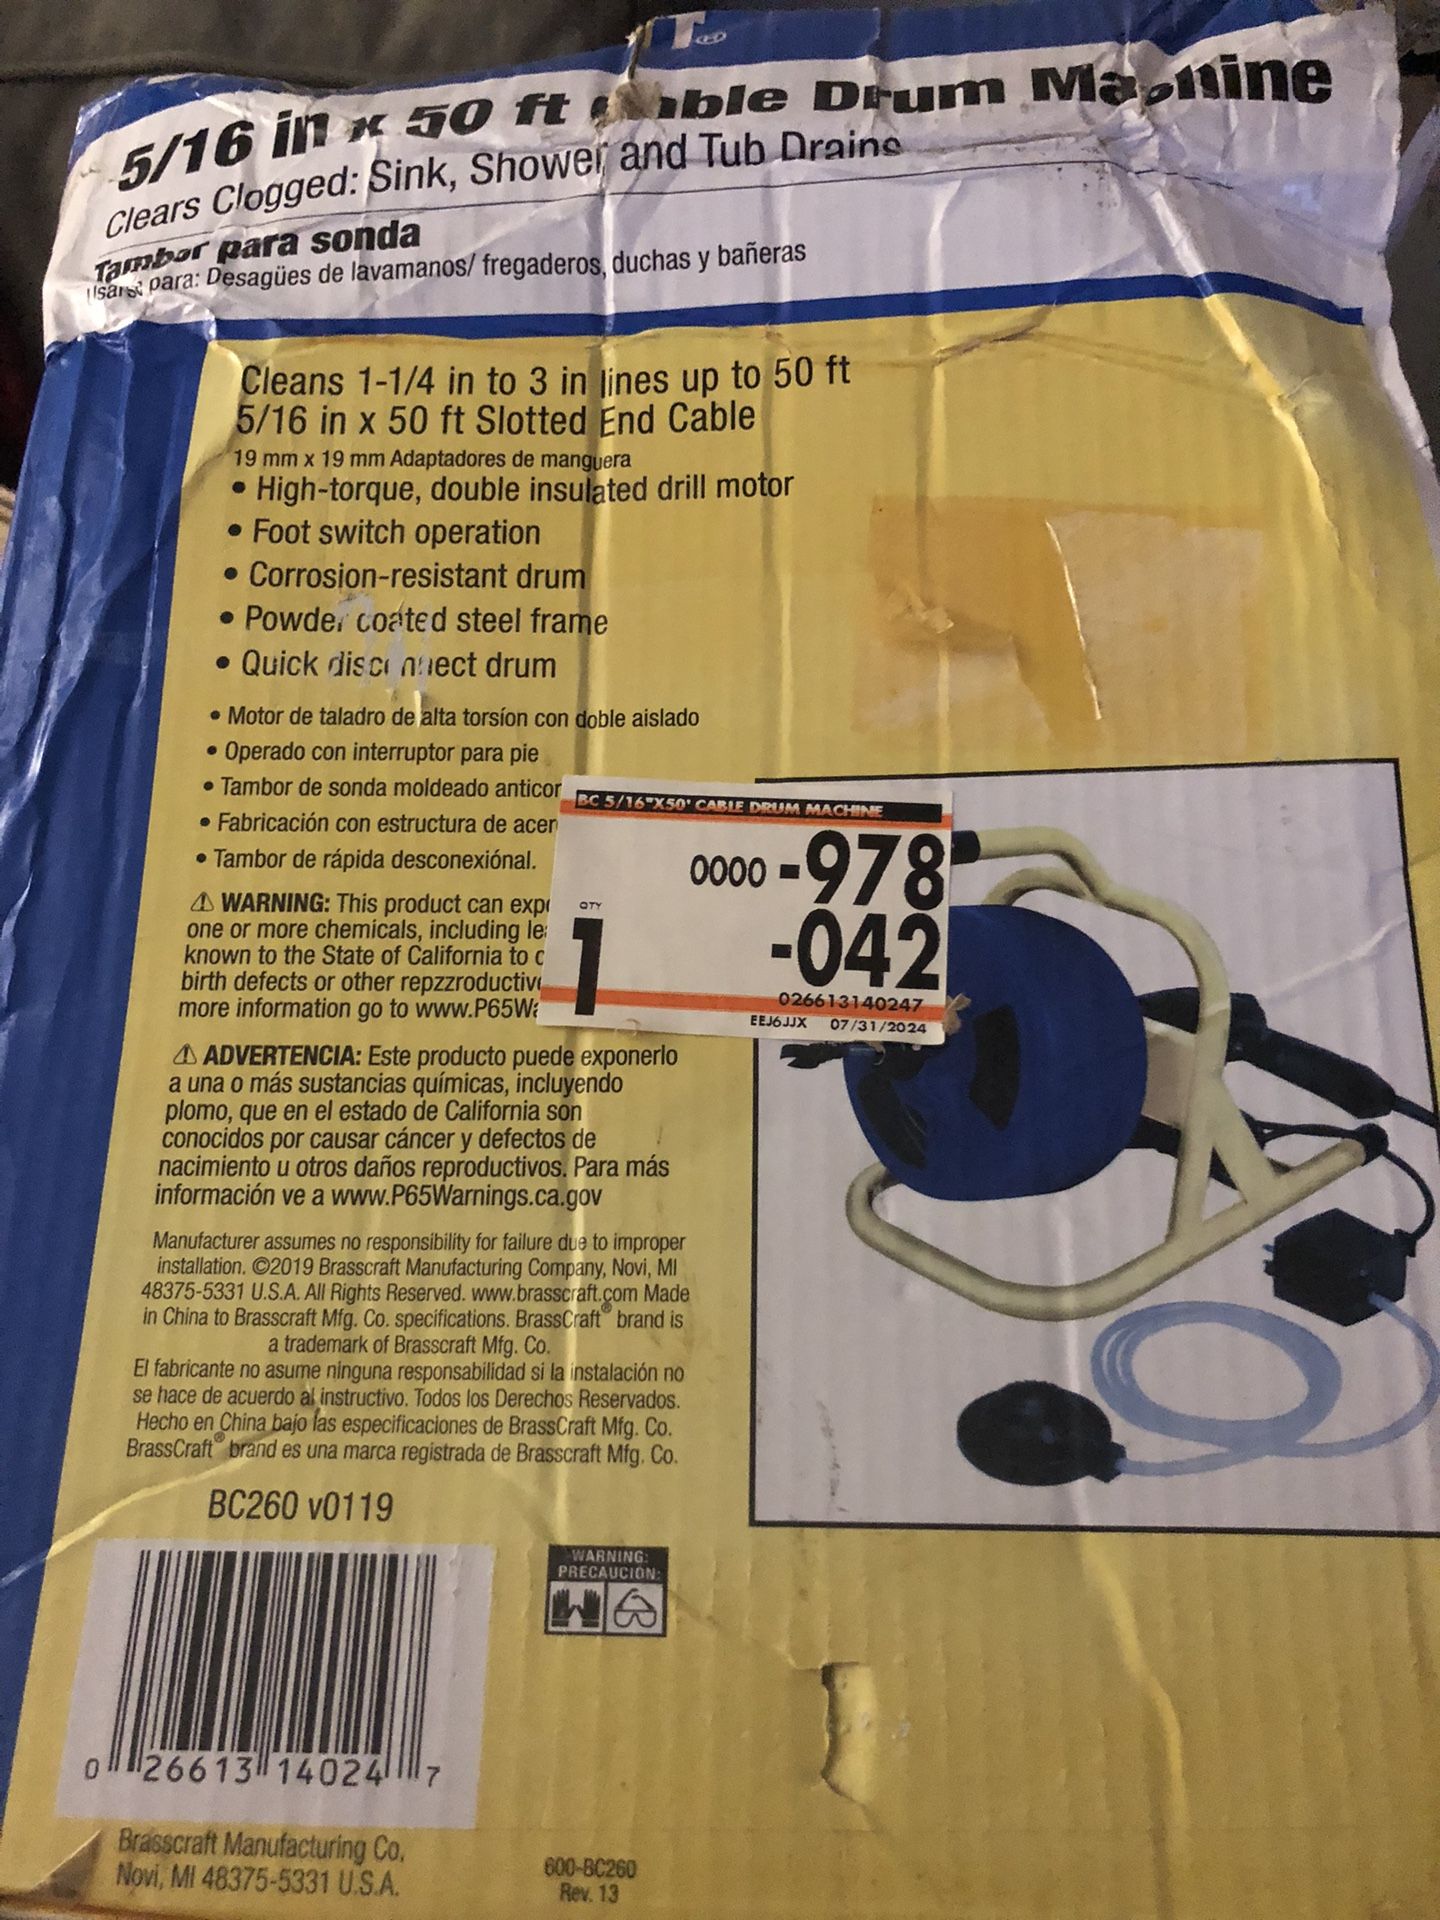 T®
5/16 in x 50 ft Cable Drum Machine
Clears Clogged: Sink, Shower, and Tub Drains
Tambor para sonda
Usarse para: Desagües de lavamanos/ fregaderos, duchas y bañeras
Cleans 1-1/4 in to 3 in lines up to 50 ft
5/16 in x 50 ft Slotted End Cable
19 mm x 19 mm Adaptadores de manguera
• High-torque, double insulated drill motor
• Foot switch operation
• Corrosion-resistant drum
• Powder coated steel frame
• Quick disconnect drum
• Motor de taladro de alta torsíon con doble aislado
• Operado con interruptor para pie
• Tambor de sonda moldeado anticor
• Fabricación con estructura de acer
• Tambor de rápida desconexiónal.
BC 5/16"X50' CABLE DRUM MACHINE
0000 -978
-042
QTY
1
026613140247
EEJ6JJX 07/31/2024
⚠ WARNING: This product can exp
one or more chemicals, including le
known to the State of California to c
birth defects or other repzzroductiv
more information go to www.P65Wa
⚠ ADVERTENCIA: Este producto puede exponerlo
a una o más sustancias químicas, incluyendo
plomo, que en el estado de California son
conocidos por causar cáncer y defectos de
nacimiento u otros daños reproductivos. Para más
información ve a www.P65Warnings.ca.gov
Manufacturer assumes no responsibility for failure due to improper
installation. ©2019 Brasscraft Manufacturing Company, Novi, MI
48375-5331 U.S.A. All Rights Reserved. www.brasscraft.com Made
in China to Brasscraft Mfg. Co. specifications. BrassCraft® brand is
a trademark of Brasscraft Mfg. Co.
El fabricante no asume ninguna responsabilidad si la instalación no
se hace de acuerdo al instructivo. Todos los Derechos Reservados.
Hecho en China bajo las especificaciones de BrassCraft Mfg. Co.
BrassCraft® brand es una marca registrada de Brasscraft Mfg. Co.
BC260 v0119
WARNING:
PRECAUCIÓN:
0 26613 14024 7
Brasscraft Manufacturing Co,
Novi, MI 48375-5331 U.S.A.
600-BC260
Rev. 13